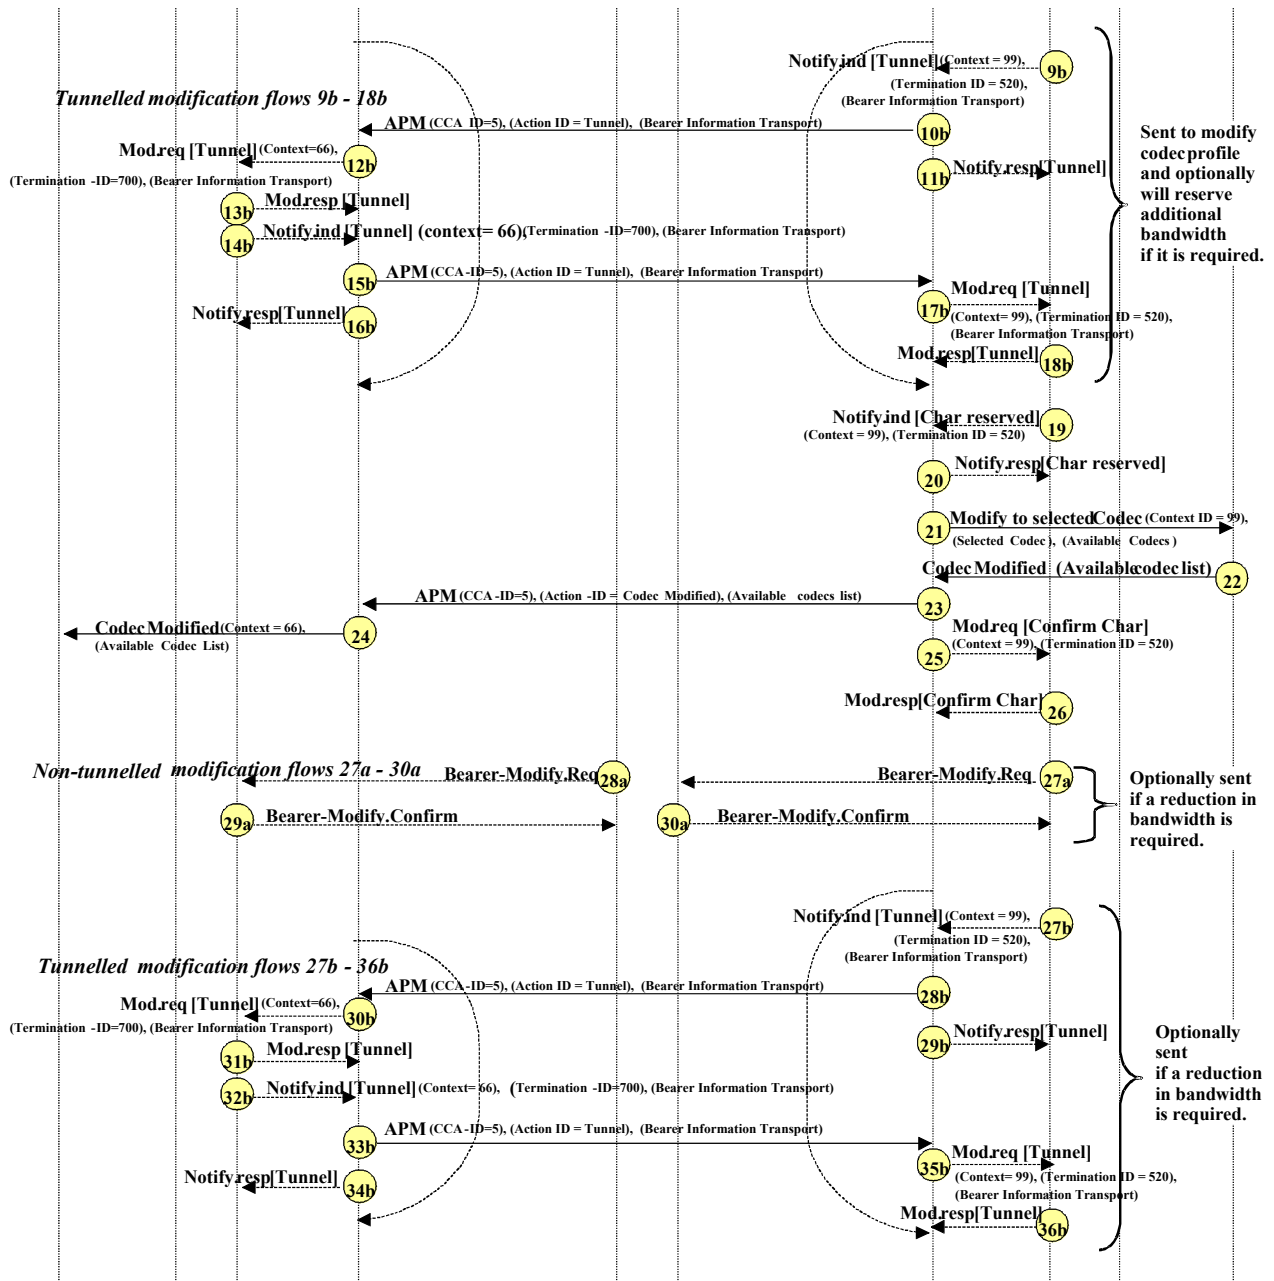 Notify.ind [Tunnel] (Context = 99),
9b
(Termination ID = 520),
(Bearer Information Transport)
Tunnelled modification flows 9b - 18b
APM (CCA ID=5), (Action ID = Tunnel), (Bearer Information Transport)
10b
Sent to modify
codec profile
and optionally
will reserve
additional
bandwidth
if it is required.
Mod.req [Tunnel] (Context=66),
12b
(Termination -ID=700), (Bearer Information Transport)
11b
Notify.resp[Tunnel]
13b
Mod.resp [Tunnel]
14b
Notify.ind [Tunnel] (context= 66),(Termination -ID=700), (Bearer Information Transport)
15b
APM (CCA-ID=5), (Action ID = Tunnel), (Bearer Information Transport)
Mod.req [Tunnel]
17b
(Context= 99), (Termination ID = 520),
(Bearer Information Transport)
Notify.resp[Tunnel]
16b
Mod.resp[Tunnel]
18b
Notify.ind [Char reserved]
19
(Context = 99), (Termination ID = 520)
20
Notify.resp[Char reserved]
21
Modify to selected Codec (Context ID = 99),
(Selected Codec), (Available Codecs)
Codec Modified (Available codec list)
22
APM (CCA -ID=5), (Action -ID = Codec Modified), (Available codecs list)
23
Codec Modified (Context = 66),
24
(Available Codec List)
Mod.req [Confirm Char]
25
(Context = 99), (Termination ID = 520)
Mod.resp[Confirm Char]
26
Non-tunnelled modification flows 27a - 30a
Bearer-Modify.Req
28a
Bearer-Modify.Req
27a
Optionally sent
if a reduction in
bandwidth is
required.
29a
Bearer-Modify.Confirm
30a
Bearer-Modify.Confirm
Notify.ind [Tunnel] (Context = 99),
27b
(Termination ID = 520),
(Bearer Information Transport)
Tunnelled modification flows 27b - 36b
APM (CCA-ID=5), (Action ID = Tunnel), (Bearer Information Transport)
28b
Mod.req [Tunnel] (Context=66),
30b
(Termination -ID=700), (Bearer Information Transport)
29b
Notify.resp[Tunnel]
Optionally
sent
if a reduction
in bandwidth
is required.
31b
Mod.resp [Tunnel]
32b
Notify.ind [Tunnel] (Context= 66), (Termination -ID=700), (Bearer Information Transport)
33b
APM (CCA-ID=5), (Action ID = Tunnel), (Bearer Information Transport)
Mod.req [Tunnel]
35b
(Context= 99), (Termination ID = 520),
(Bearer Information Transport)
Notify.resp[Tunnel]
34b
Mod.resp[Tunnel]
36b